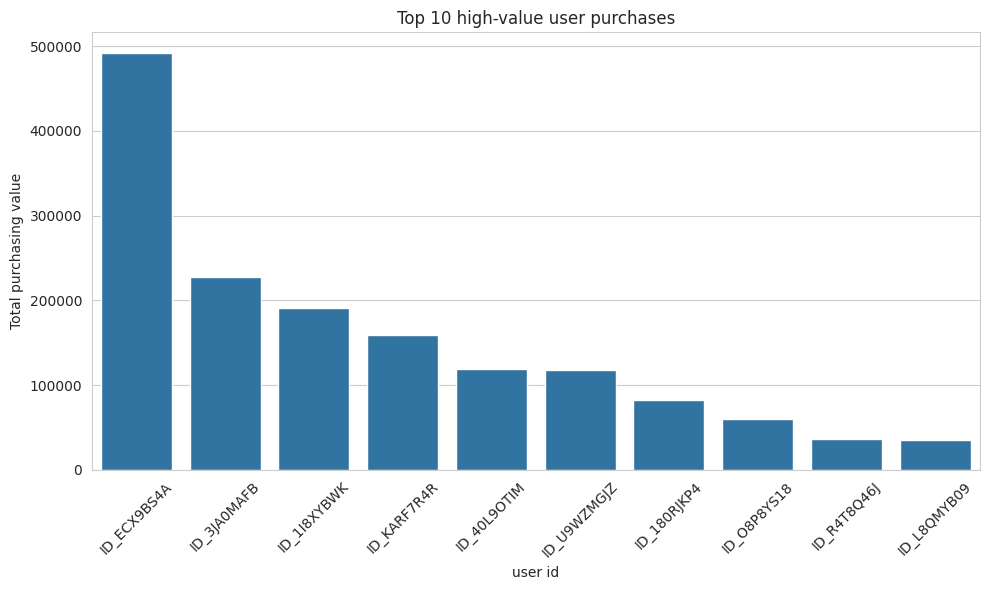 Top 10 high-value user purchases
Total purchasing value
500000
400000
300000
200000
100000
0
ID_ECX9BS4A
ID_3JA0MAFB
ID_1I8XYBWK
ID_KARF7R4R
ID_40L9OTIM
ID_U9WZMGJZ
ID_180RJKP4
ID_O8P8YS18
ID_R4T8Q46J
ID_L8QMYB09
user id